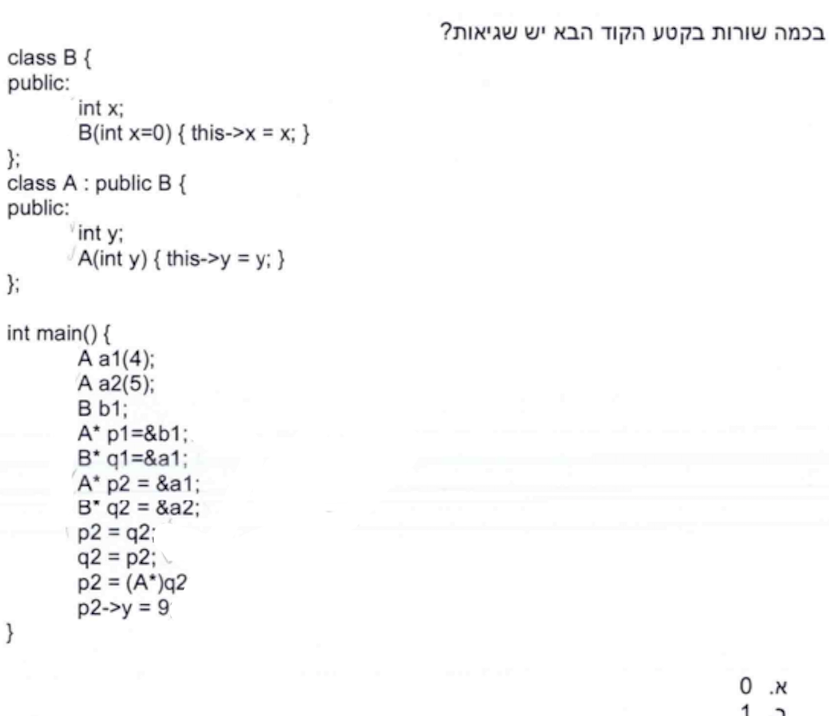 בכמה שורות בקטע הקוד הבא יש שגיאות?
class B {
public:
int x;
B(int x=0) { this->x = x; }
};
class A : public B {
public:
int y;
A(int y) { this->y = y; }
};
int main() {
A a1(4);
A a2(5);
B b1;
A* p1=&b1;
B* q1=&a1;
A* p2 = &a1;
B* q2 = &a2;
p2 = q2;
q2 = p2;
p2 = (A*)q2
p2->y = 9
}
א. 0
ב 1